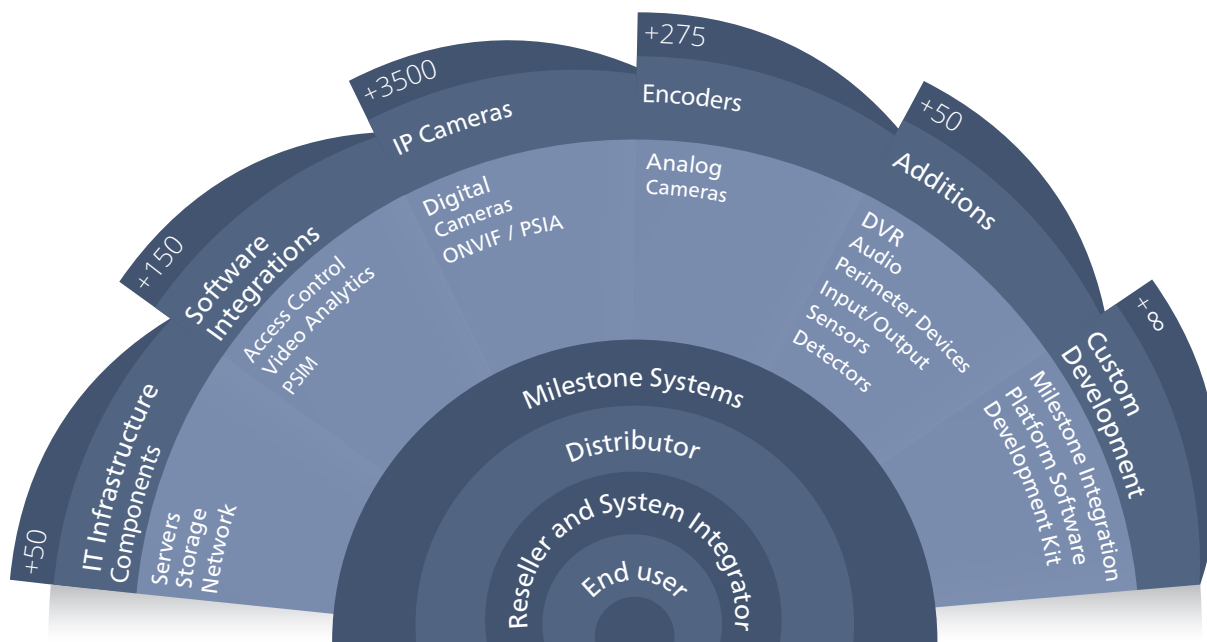 +50
IT Infrastructure
Components
Servers
Storage
Network
+150
Software
Integrations
Access Control
Video Analytics
PSIM
+3500
IP Cameras
Digital
Cameras
ONVIF / PSIA
+275
Encoders
Analog
Cameras
+50
Additions
DVR
Audio
Perimeter Devices
Input/Output
Sensors
Detectors
+∞
Custom
Development
Milestone Integration
Platform Software
Development Kit
Milestone Systems
Distributor
Reseller and System Integrator
End user